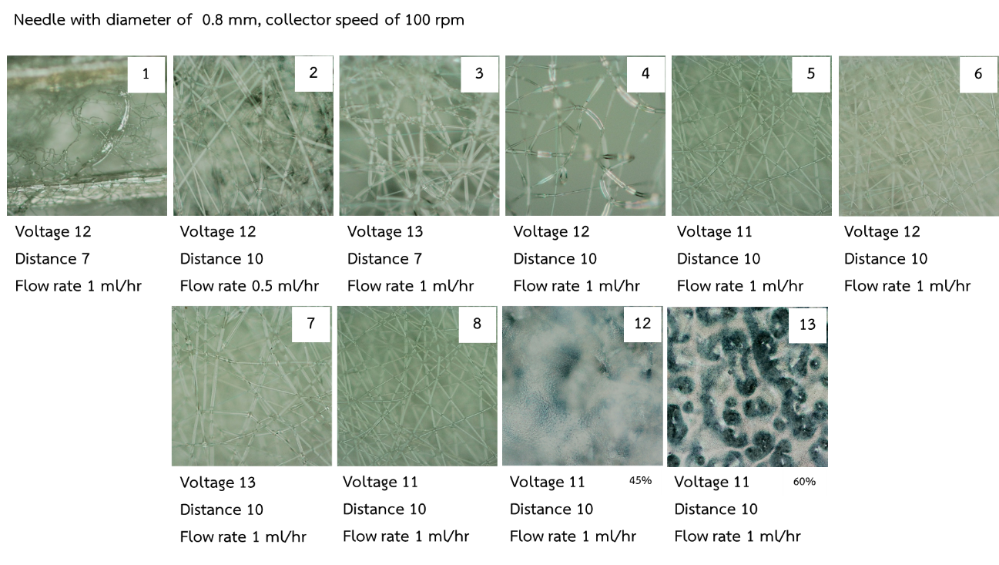 Needle with diameter of  0.8 mm, collector speed of 100 rpm
1
2
3
4
5
6
Voltage 12
Distance 7
Flow rate 1 ml/hr
Voltage 12
Distance 10
Flow rate 0.5 ml/hr
Voltage 13
Distance 7
Flow rate 1 ml/hr
Voltage 12
Distance 10
Flow rate 1 ml/hr
Voltage 11
Distance 10
Flow rate 1 ml/hr
Voltage 12
Distance 10
Flow rate 1 ml/hr
7
8
12
13
Voltage 13
Distance 10
Flow rate 1 ml/hr
Voltage 11
Distance 10
Flow rate 1 ml/hr
Voltage 11 45%
Distance 10
Flow rate 1 ml/hr
Voltage 11 60%
Distance 10
Flow rate 1 ml/hr